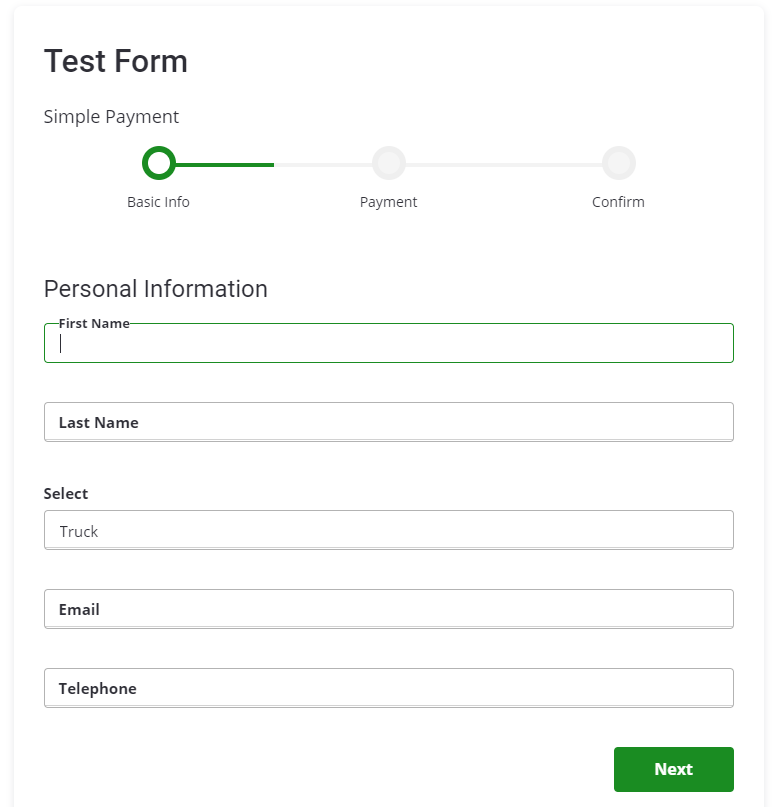 Test Form
Simple Payment
Basic Info Payment Confirm
Personal Information
First Name
Last Name
Select
Truck
Email
Telephone
Next